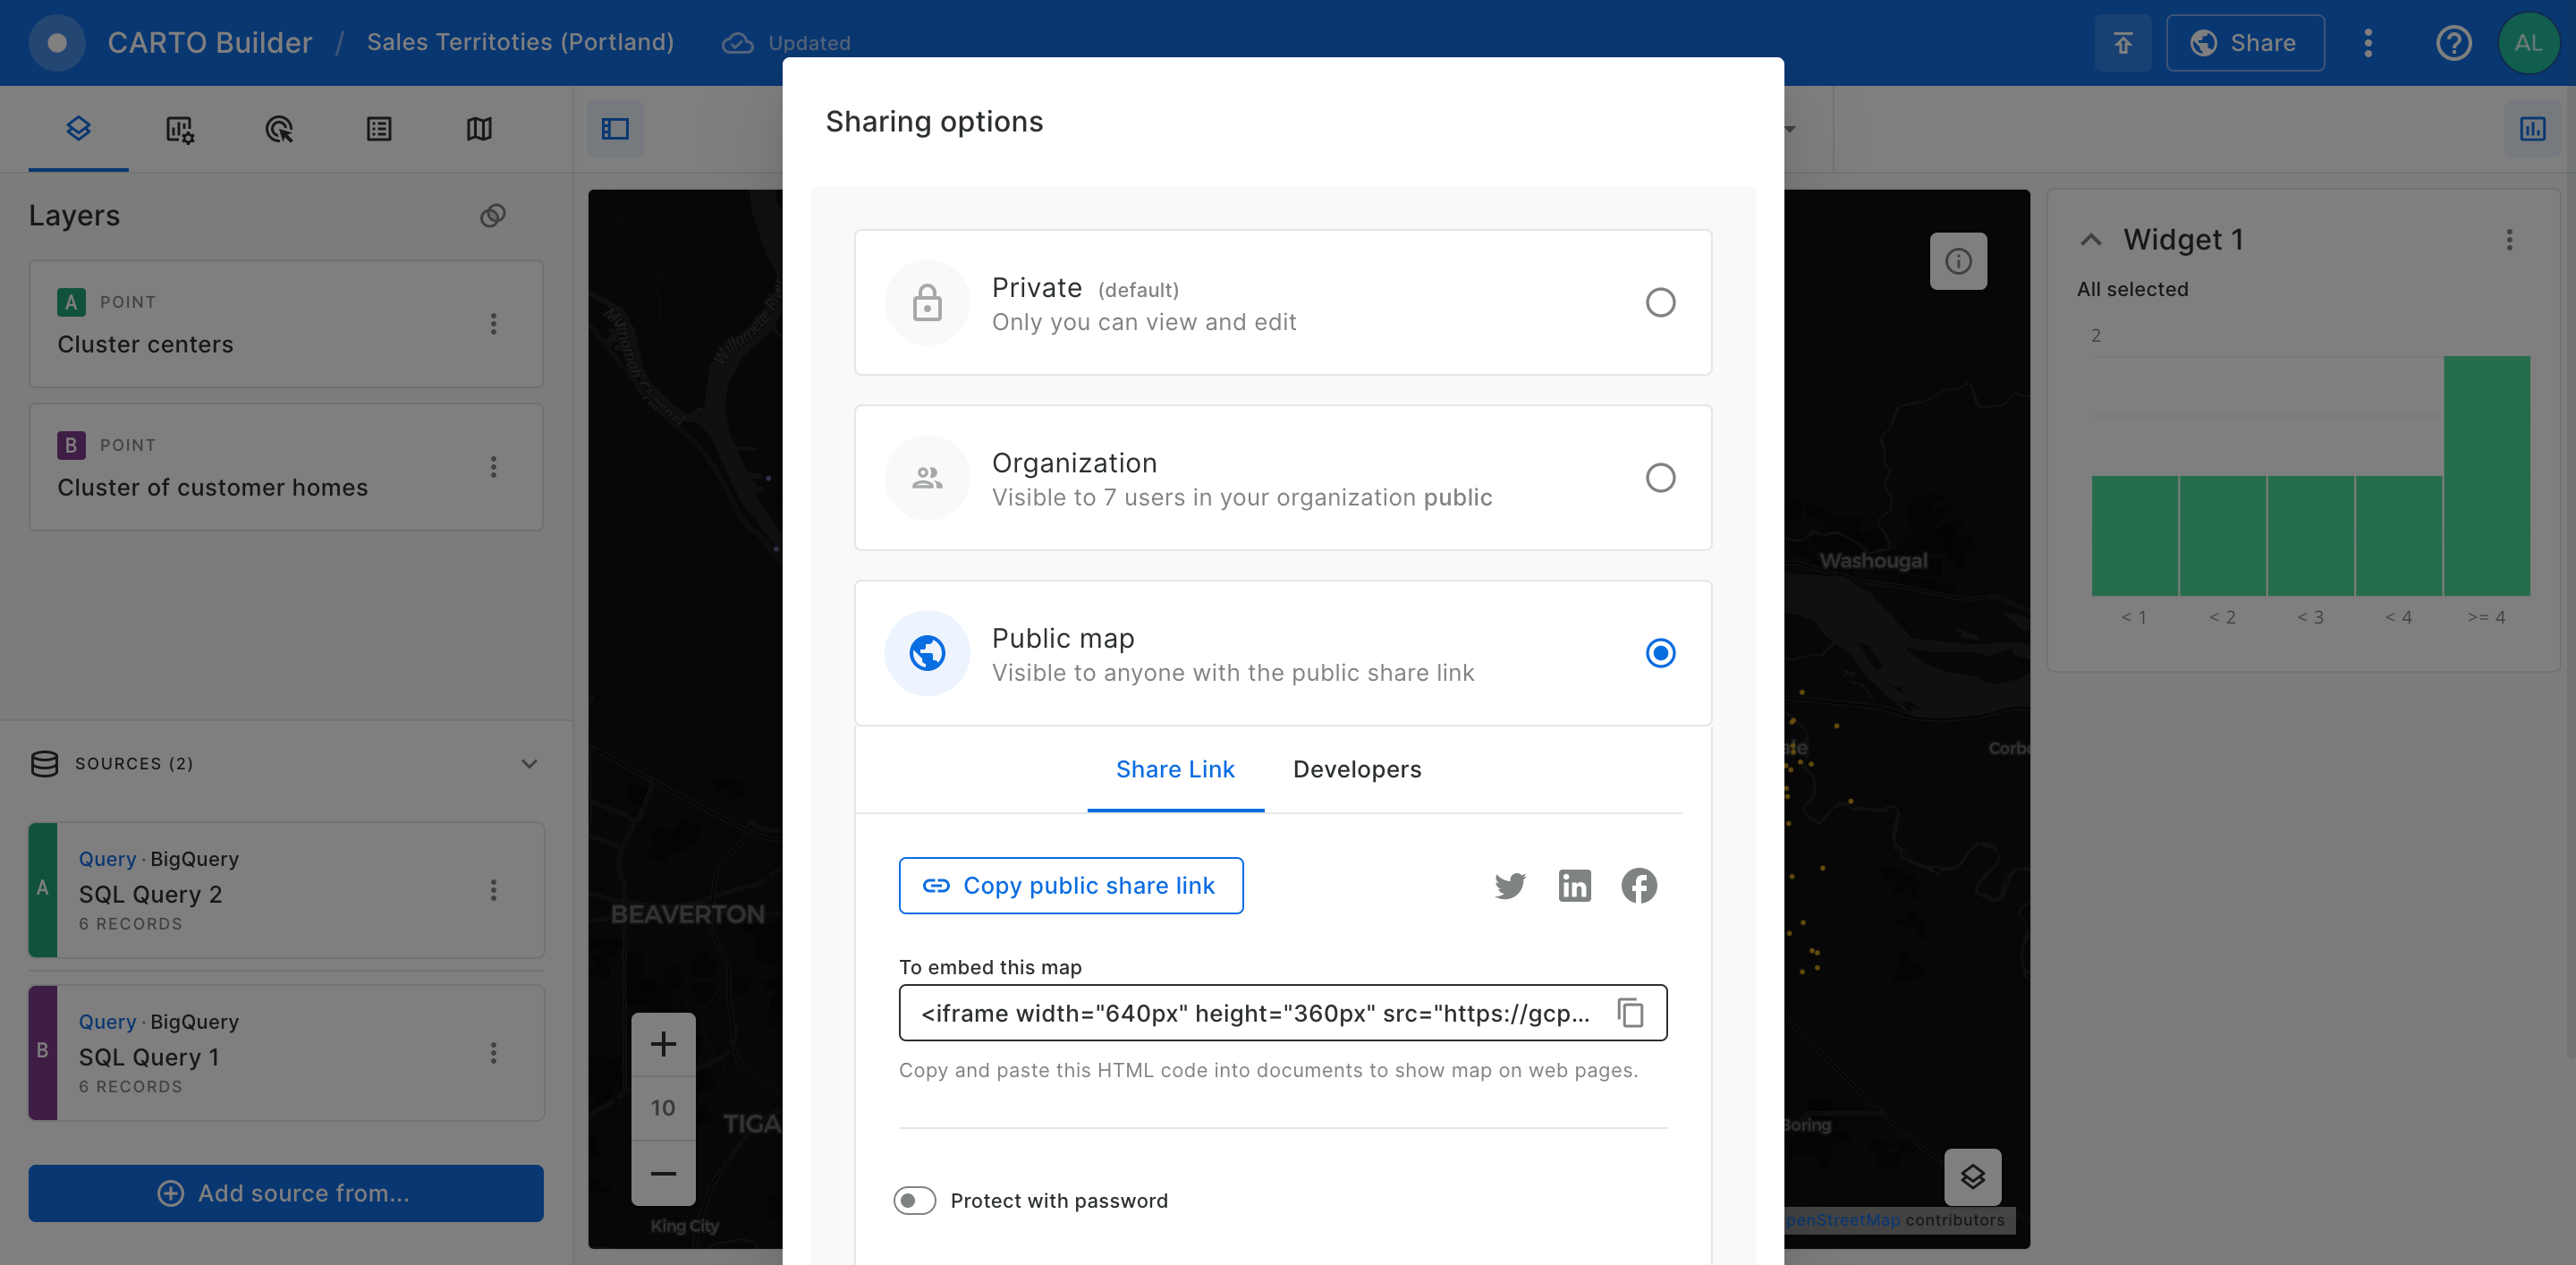 CARTO Builder / Sales Territoties (Portland) Updated
Share
AL
Layers
A POINT
Cluster centers
B POINT
Cluster of customer homes
SOURCES (2)
A
Query · BigQuery
SQL Query 2
6 RECORDS
B
Query · BigQuery
SQL Query 1
6 RECORDS
Add source from...
Multnomah Channel
BEAVERTON
TIGA
King City
10
Sharing options
Private (default)
Only you can view and edit
Organization
Visible to 7 users in your organization public
Public map
Visible to anyone with the public share link
Share Link
Developers
Copy public share link
To embed this map
<iframe width="640px" height="360px" src="https://gcp...
Copy and paste this HTML code into documents to show map on web pages.
Protect with password
Washougal
Corb
Boring
penStreetMap contributors
Widget 1
All selected
2
< 1
< 2
< 3
< 4
>= 4